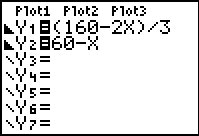 Plot1 Plot2 Plot3
Y1=(160-2X)/3
Y2=60-X
\Y3=
\Y4=
\Y5=
\Y6=
\Y7=